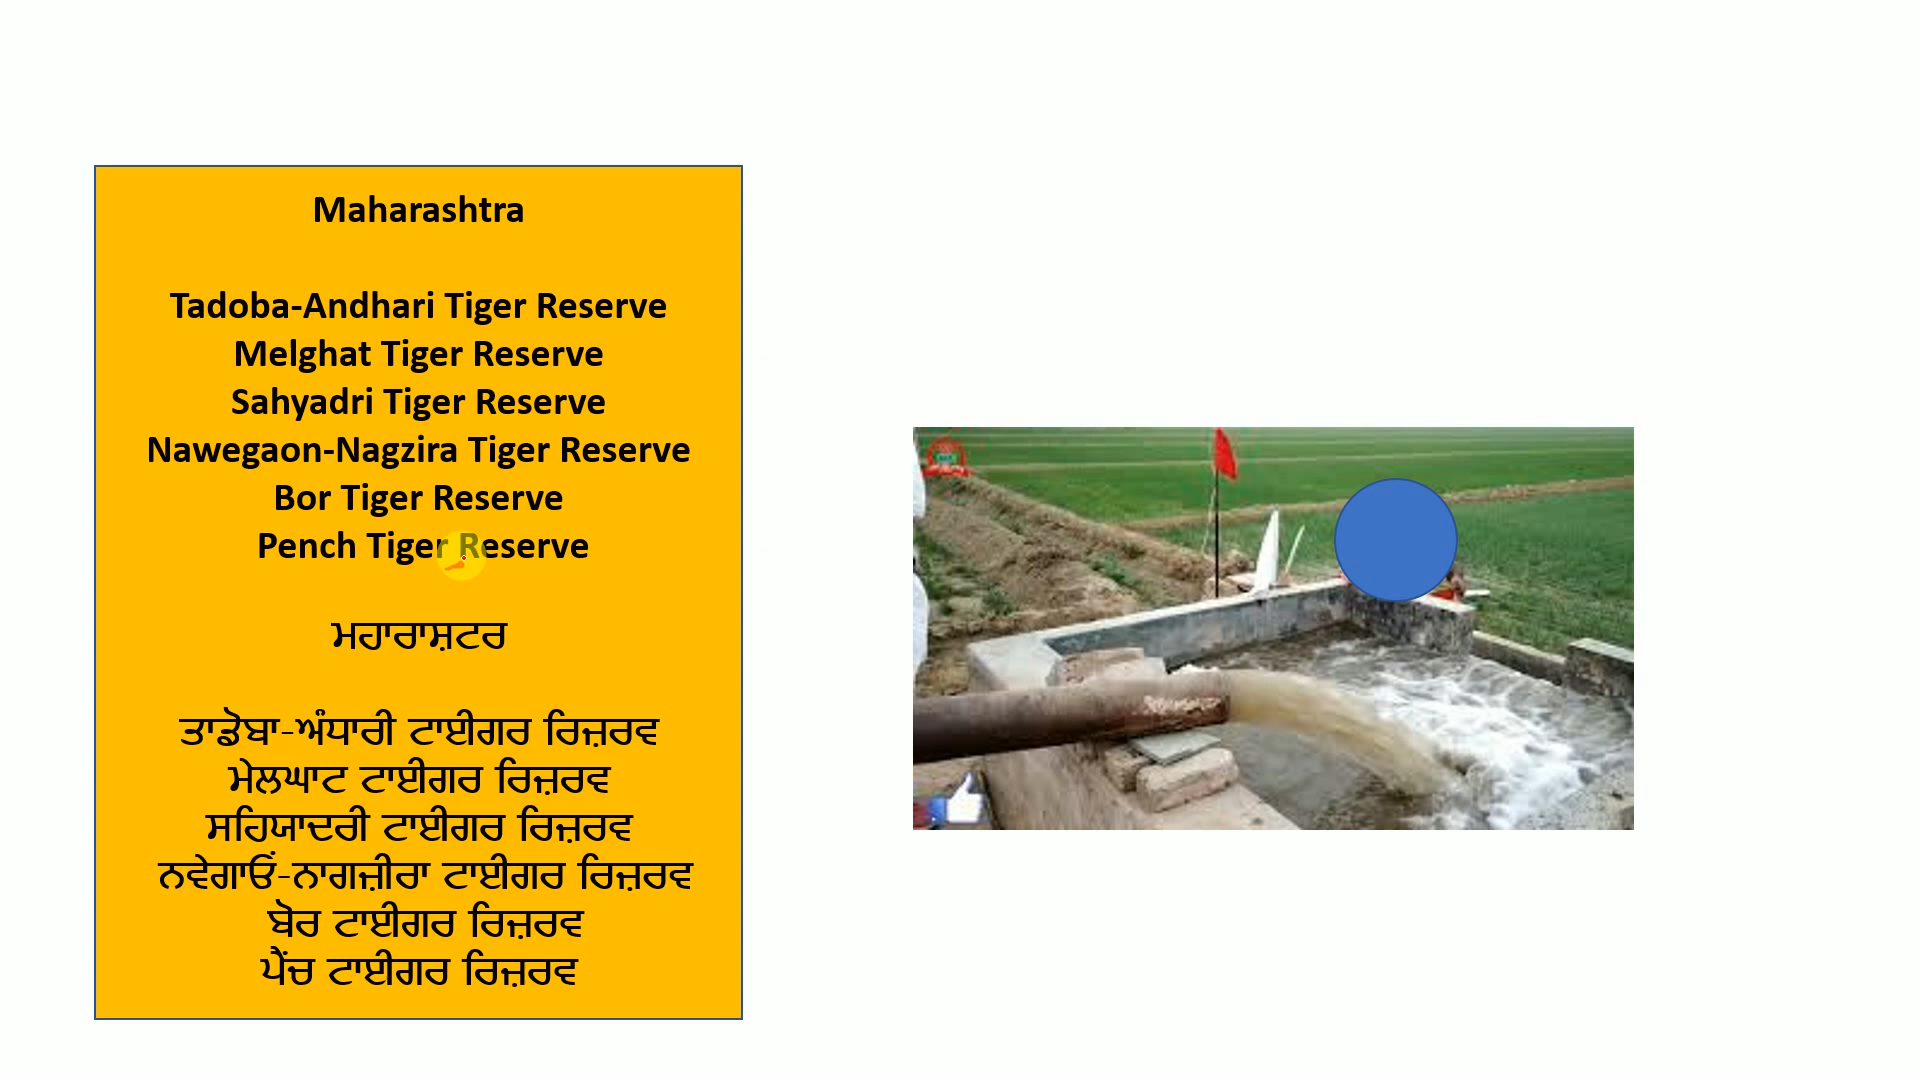 Maharashtra
Tadoba-Andhari Tiger Reserve
Melghat Tiger Reserve
Sahyadri Tiger Reserve
Nawegaon-Nagzira Tiger Reserve
Bor Tiger Reserve
Pench Tiger Reserve
ਮਹਾਰਾਸ਼ਟਰ
ਤਾਡੋਬਾ-ਅੰਧਾਰੀ ਟਾਈਗਰ ਰਿਜ਼ਰਵ
ਮੇਲਘਾਟ ਟਾਈਗਰ ਰਿਜ਼ਰਵ
ਸਹਿਯਾਦਰੀ ਟਾਈਗਰ ਰਿਜ਼ਰਵ
ਨਵੇਗਾਓਂ-ਨਾਗਜ਼ੀਰਾ ਟਾਈਗਰ ਰਿਜ਼ਰਵ
ਬੋਰ ਟਾਈਗਰ ਰਿਜ਼ਰਵ
ਪੈਂਚ ਟਾਈਗਰ ਰਿਜ਼ਰਵ